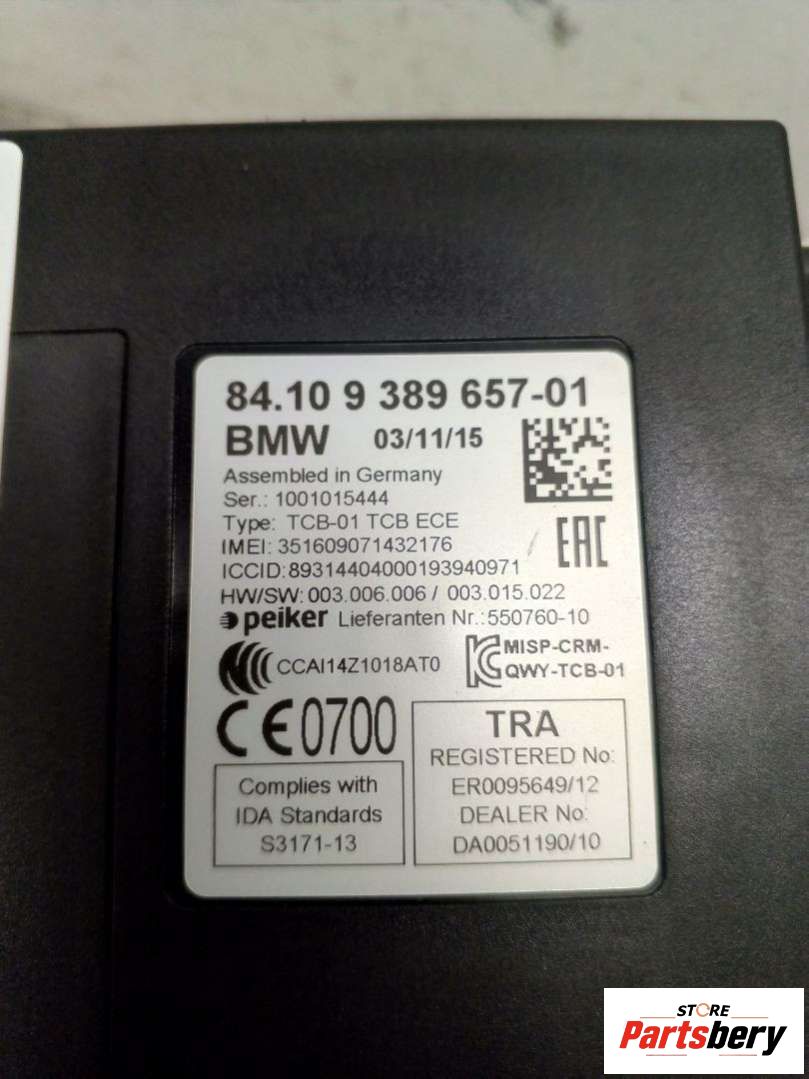 84.10 9 389 657-01
BMW 03/11/15
Assembled in Germany
Ser.: 1001015444
Type: TCB-01 TCB ECE
IMEI: 351609071432176
EAC
ICCID:89314404000193940971
HW/SW: 003.006.006 / 003.015.022
peiker Lieferanten Nr.:550760-10
CCAI14Z1018AT0
MISP-CRM-
QWY-TCB-01
CE0700
Complies with
IDA Standards
S3171-13
TRA
REGISTERED No:
ER0095649/12
DEALER No:
DA0051190/10
STORE
Partsbery